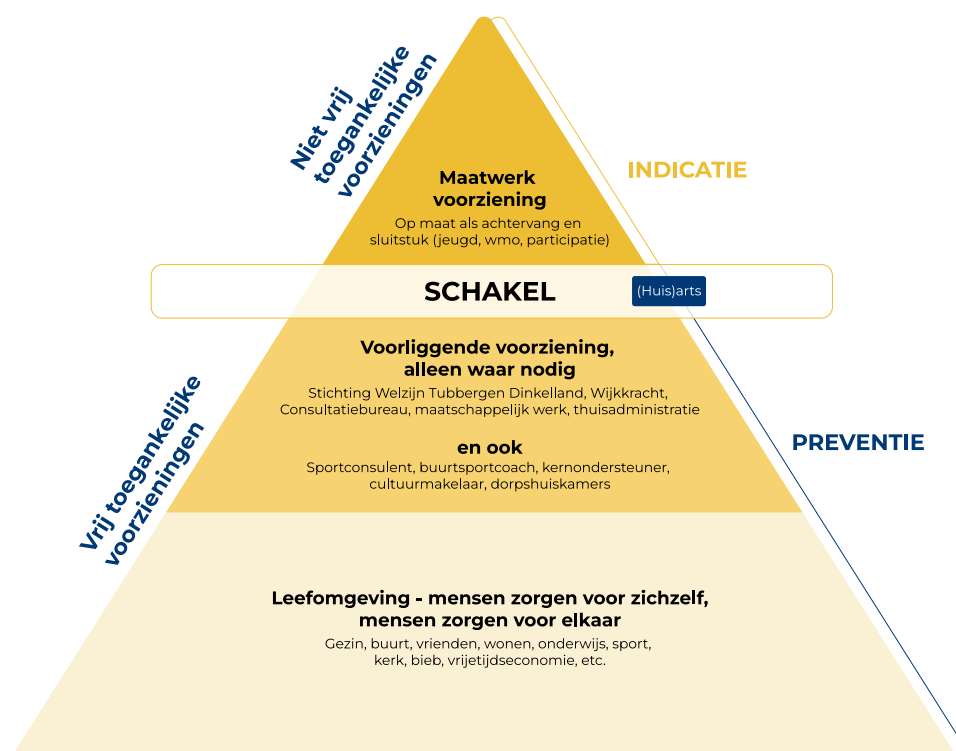 Niet vrij
toegankelijke
voorzieningen
INDICATIE
Maatwerk
voorziening
Op maat als achtervang en
sluitstuk (jeugd, wmo, participatie)
SCHAKEL
(Huis)arts
Voorliggende voorziening,
alleen waar nodig
Stichting Welzijn Tubbergen Dinkelland, Wijkkracht,
Consultatiebureau, maatschappelijk werk, thuisadministratie
Vrij toegankelijke
voorzieningen
PREVENTIE
en ook
Sportconsulent, buurtsportcoach, kernondersteuner,
cultuurmakelaar, dorpshuiskamers
Leefomgeving - mensen zorgen voor zichzelf,
mensen zorgen voor elkaar
Gezin, buurt, vrienden, wonen, onderwijs, sport,
kerk, bieb, vrijetijdseconomie, etc.